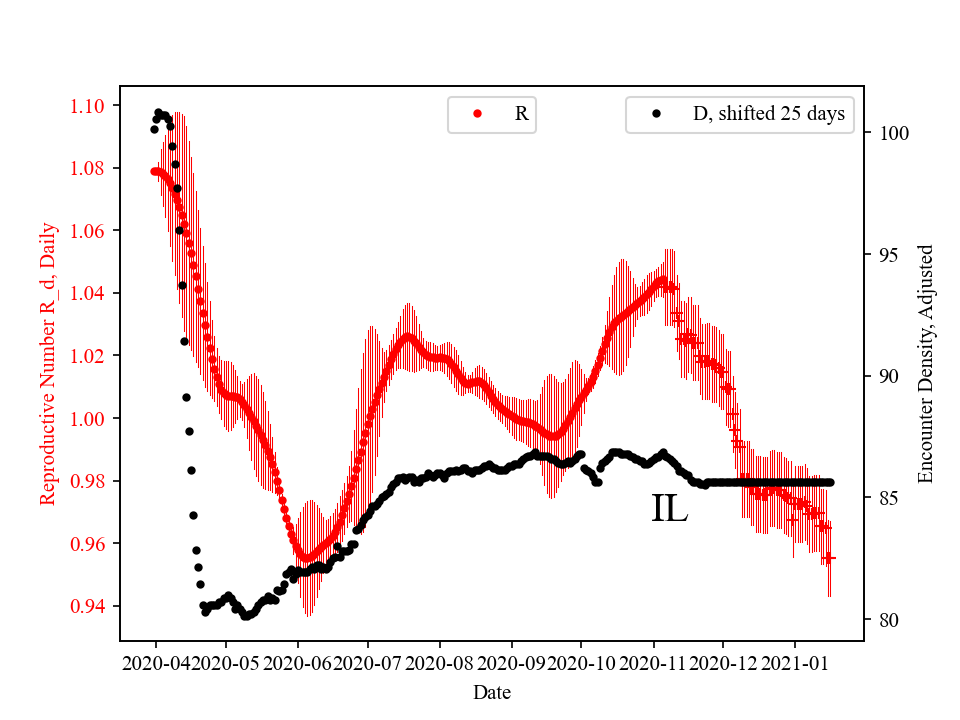 R
D, shifted 25 days
Reproductive Number R_d, Daily
1.10
1.08
1.06
1.04
1.02
1.00
0.98
0.96
0.94
100
95
90
85
80
Encounter Density, Adjusted
IL
2020-04 2020-05 2020-06 2020-07 2020-08 2020-09 2020-10 2020-11 2020-12 2021-01
Date